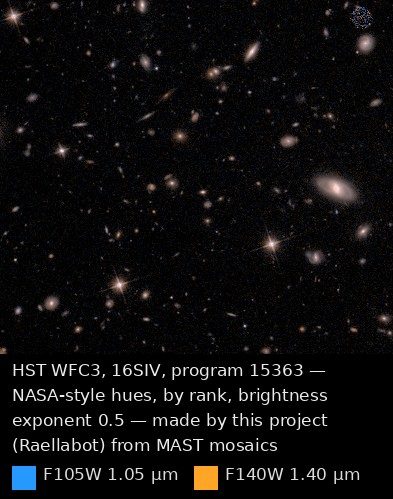 HST WFC3, 16SIV, program 15363 —
NASA-style hues, by rank, brightness
exponent 0.5 — made by this project
(Raellabot) from MAST mosaics
F105W 1.05 μm F140W 1.40 μm